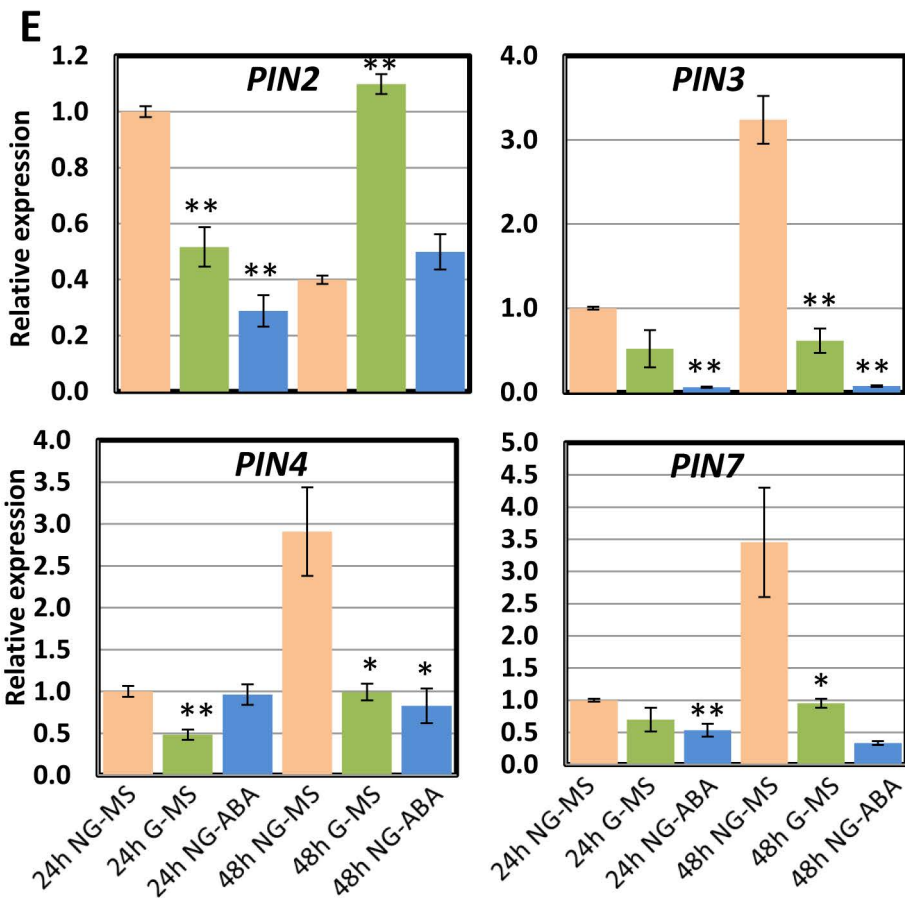 E
PIN2
Relative expression
1.2
1.0
0.8
0.6
0.4
0.2
0.0
**
**
**
PIN3
4.0
3.0
2.0
1.0
0.0
**
**
**
PIN4
Relative expression
4.0
3.5
3.0
2.5
2.0
1.5
1.0
0.5
0.0
**
*
*
24h NG-MS
24h G-MS
24h NG-ABA
48h NG-MS
48h G-MS
48h NG-ABA
PIN7
5.0
4.5
4.0
3.5
3.0
2.5
2.0
1.5
1.0
0.5
0.0
**
*
24h NG-MS
24h G-MS
24h NG-ABA
48h NG-MS
48h G-MS
48h NG-ABA